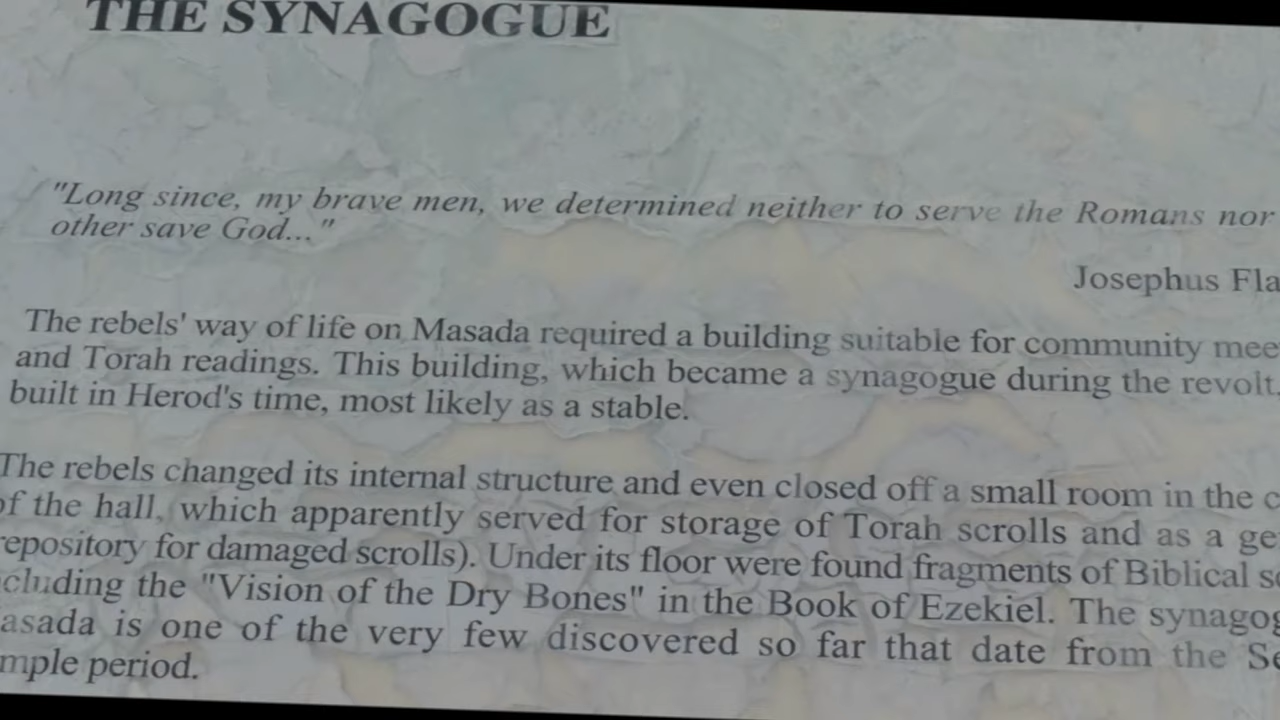 THE SYNAGOGUE
"Long since, my brave men, we determined neither to serve the Romans nor
other save God..."
Josephus Fla
The rebels' way of life on Masada required a building suitable for community mee
and Torah readings. This building, which became a synagogue during the revolt,
built in Herod's time, most likely as a stable.
The rebels changed its internal structure and even closed off a small room in the c
of the hall, which apparently served for storage of Torah scrolls and as a ge
repository for damaged scrolls). Under its floor were found fragments of Biblical sc
cluding the "Vision of the Dry Bones" in the Book of Ezekiel. The synagog
asada is one of the very few discovered so far that date from the Se
mple period.